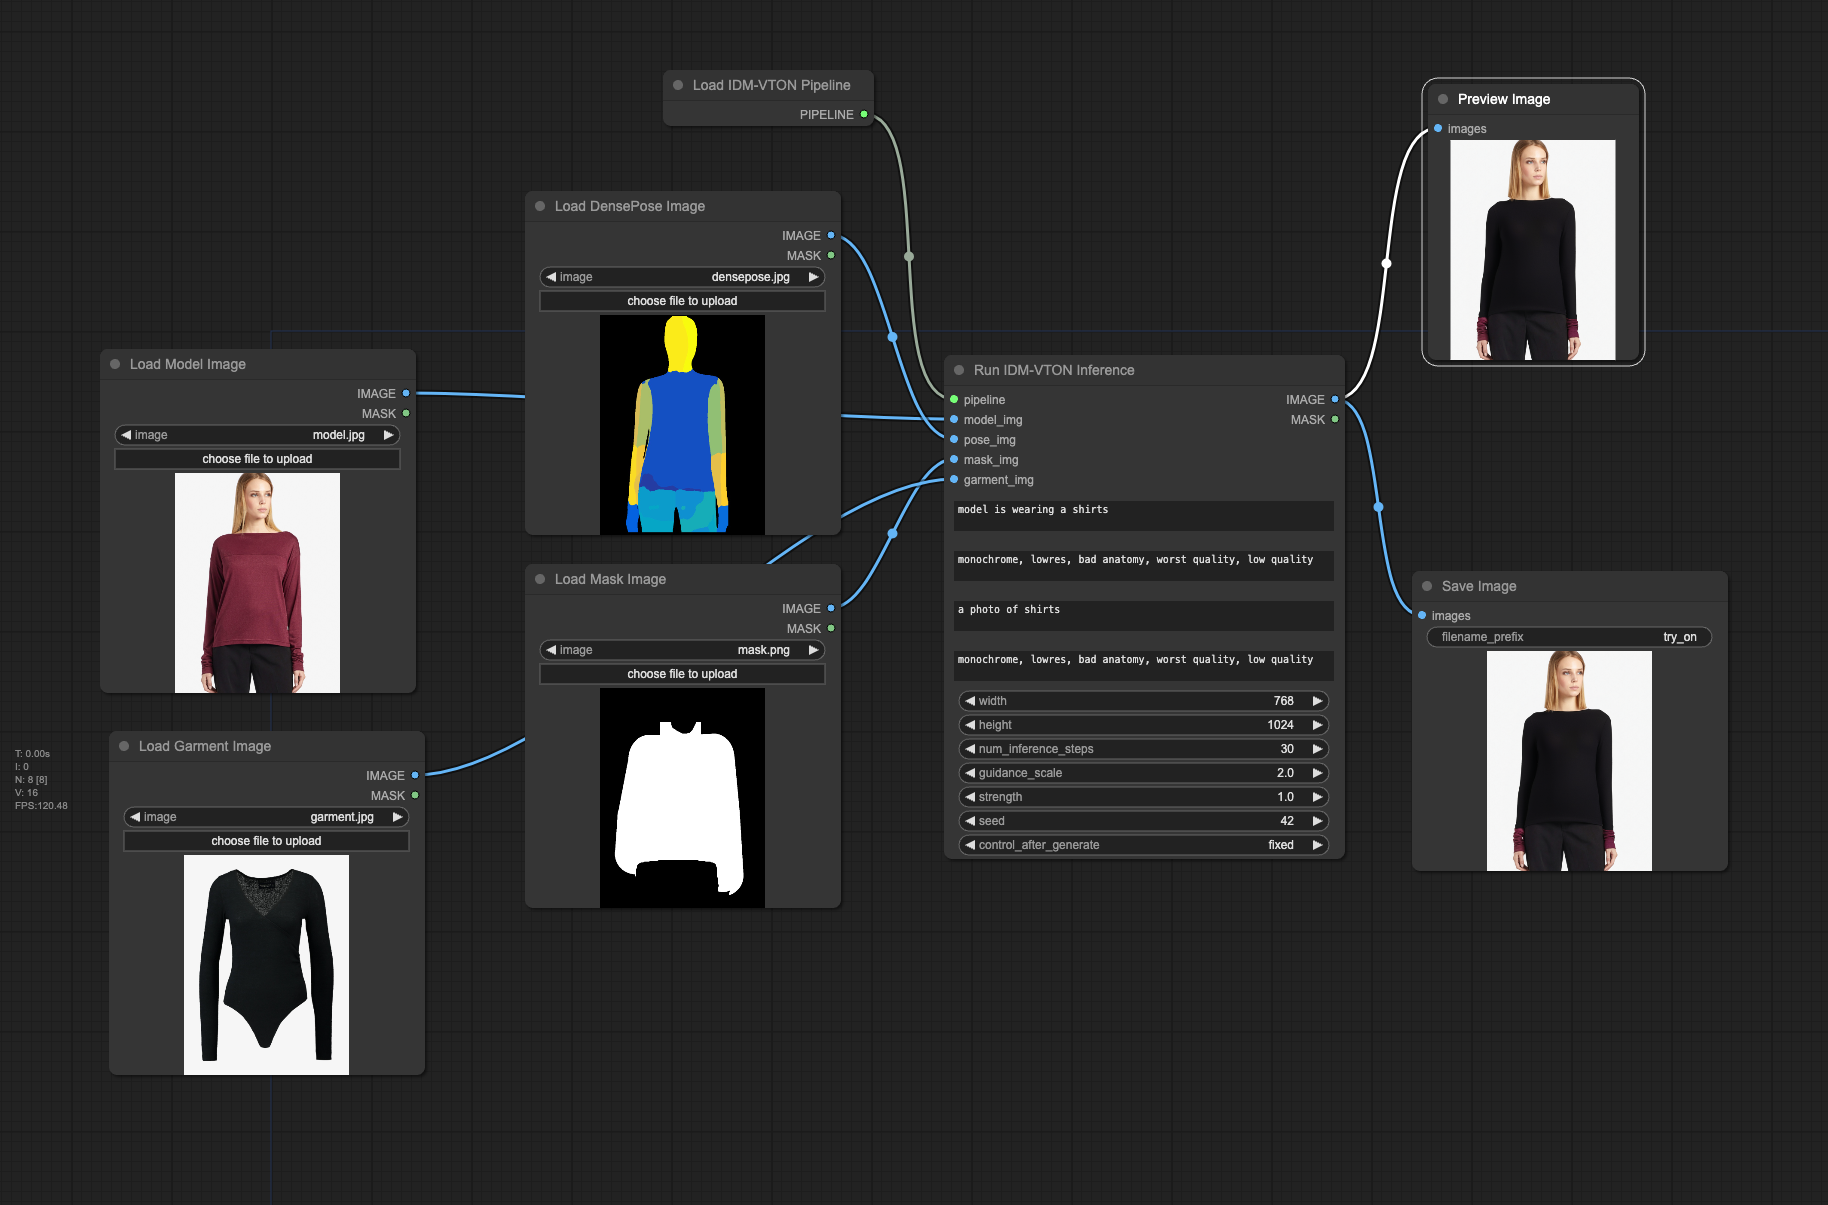 Load IDM-VTON Pipeline
PIPELINE
Preview Image
images
Load DensePose Image
IMAGE
MASK
image densepose.jpg
choose file to upload
Load Model Image
IMAGE
MASK
image model.jpg
choose file to upload
Run IDM-VTON Inference
pipeline IMAGE
model_img MASK
pose_img
mask_img
garment_img
model is wearing a shirts
monochrome, lowres, bad anatomy, worst quality, low quality
a photo of shirts
monochrome, lowres, bad anatomy, worst quality, low quality
width 768
height 1024
num_inference_steps 30
guidance_scale 2.0
strength 1.0
seed 42
control_after_generate fixed
Load Mask Image
IMAGE
MASK
image mask.png
choose file to upload
Save Image
images
filename_prefix try_on
Load Garment Image
IMAGE
MASK
image garment.jpg
choose file to upload
T: 0.00s
I: 0
N: 8 [8]
V: 16
FPS:120.48